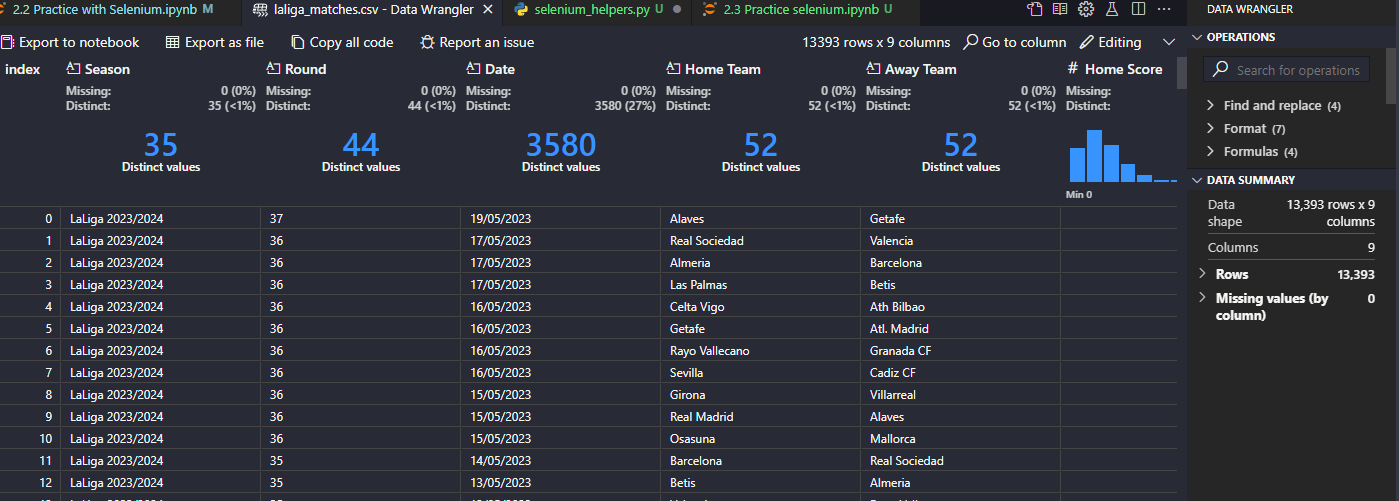 2.2 Practice with Selenium.ipynb M laliga_matches.csv - Data Wrangler selenium_helpers.py U 2.3 Practice selenium.ipynb U DATA WRANGLER
Export to notebook Export as file Copy all code Report an issue 13393 rows x 9 columns Go to column Editing
OPERATIONS
Search for operations
Find and replace (4)
Format (7)
Formulas (4)
DATA SUMMARY
Data shape 13,393 rows x 9 columns
Columns 9
Rows 13,393
Missing values (by column) 0
index Season Round Date Home Team Away Team # Home Score
Missing: 0 (0%) Missing: 0 (0%) Missing: 0 (0%) Missing: 0 (0%) Missing: 0 (0%) Missing:
Distinct: 35 (<1%) Distinct: 44 (<1%) Distinct: 3580 (27%) Distinct: 52 (<1%) Distinct: 52 (<1%) Distinct:
35 44 3580 52 52
Distinct values Distinct values Distinct values Distinct values Distinct values
Min 0
0 LaLiga 2023/2024 37 19/05/2023 Alaves Getafe
1 LaLiga 2023/2024 36 17/05/2023 Real Sociedad Valencia
2 LaLiga 2023/2024 36 17/05/2023 Almeria Barcelona
3 LaLiga 2023/2024 36 17/05/2023 Las Palmas Betis
4 LaLiga 2023/2024 36 16/05/2023 Celta Vigo Ath Bilbao
5 LaLiga 2023/2024 36 16/05/2023 Getafe Atl. Madrid
6 LaLiga 2023/2024 36 16/05/2023 Rayo Vallecano Granada CF
7 LaLiga 2023/2024 36 16/05/2023 Sevilla Cadiz CF
8 LaLiga 2023/2024 36 15/05/2023 Girona Villarreal
9 LaLiga 2023/2024 36 15/05/2023 Real Madrid Alaves
10 LaLiga 2023/2024 36 15/05/2023 Osasuna Mallorca
11 LaLiga 2023/2024 35 14/05/2023 Barcelona Real Sociedad
12 LaLiga 2023/2024 35 13/05/2023 Betis Almeria